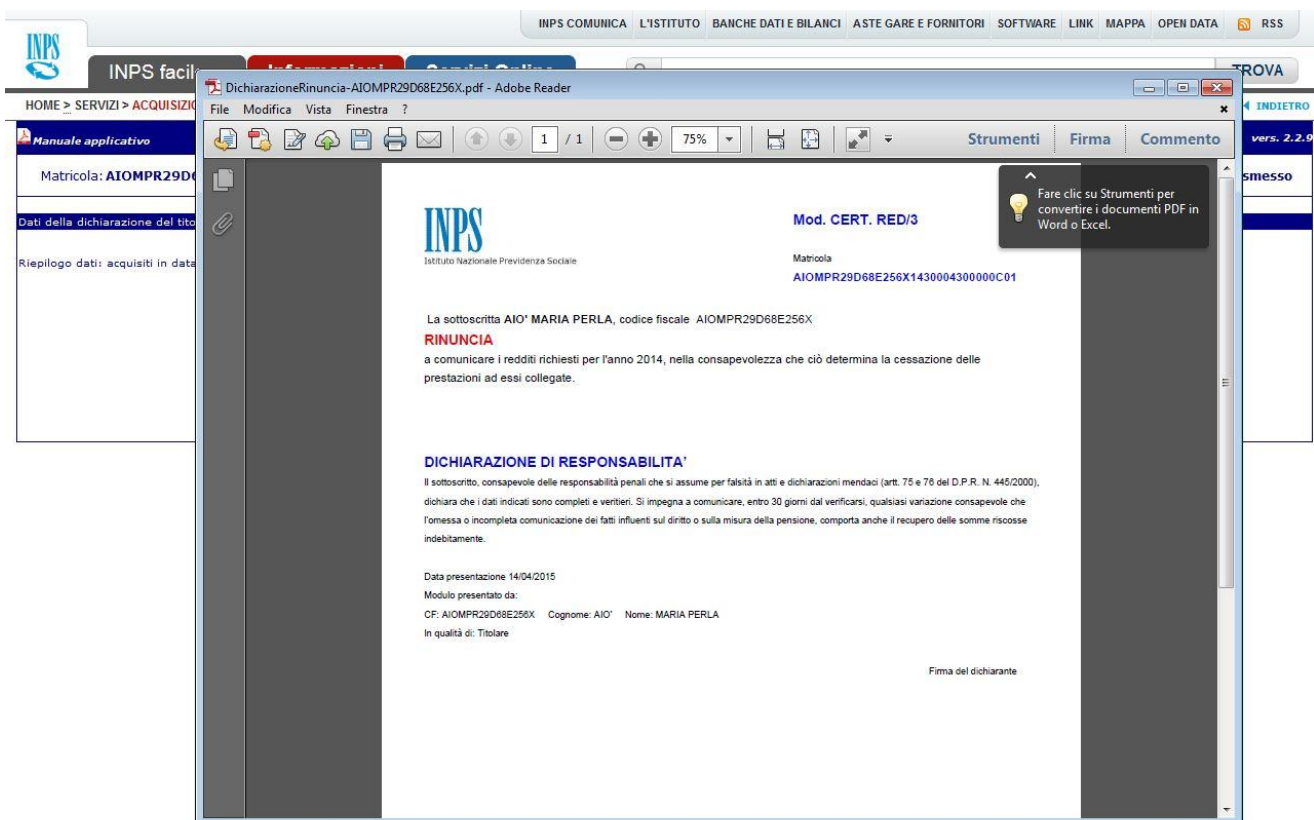 INPS COMUNICA L'ISTITUTO BANCHE DATI E BILANCI ASTE GARE E FORNITORI SOFTWARE LINK MAPPA OPEN DATA RSS
INPS
INPS facil
Informazioni Servizi Online
TROVA
HOME > SERVIZI > ACQUISIZIO
INDIETRO
Manuale applicativo
vers. 2.2.9
Matricola: AIOMPR29D6
smesso
Dati della dichiarazione del tito
Riepilogo dati: acquisiti in data
DichiarazioneRinuncia-AIOMPR29D68E256X.pdf - Adobe Reader
File Modifica Vista Finestra ?
1 / 1 75% Strumenti Firma Commento
Fare clic su Strumenti per
convertire i documenti PDF in
Word o Excel.
INPS
Istituto Nazionale Previdenza Sociale
Mod. CERT. RED/3
Matricola
AIOMPR29D68E256X1430004300000C01
La sottoscritta AIO' MARIA PERLA, codice fiscale AIOMPR29D68E256X
RINUNCIA
a comunicare i redditi richiesti per l'anno 2014, nella consapevolezza che ciò determina la cessazione delle
prestazioni ad essi collegate.
DICHIARAZIONE DI RESPONSABILITA'
Il sottoscritto, consapevole delle responsabilità penali che si assume per falsità in atti e dichiarazioni mendaci (artt. 75 e 76 del D.P.R. N. 445/2000),
dichiara che i dati indicati sono completi e veritieri. Si impegna a comunicare, entro 30 giorni dal verificarsi, qualsiasi variazione consapevole che
l'omessa o incompleta comunicazione dei fatti influenti sul diritto o sulla misura della pensione, comporta anche il recupero delle somme riscosse
indebitamente.
Data presentazione 14/04/2015
Modulo presentato da:
CF: AIOMPR29D68E256X Cognome: AIO' Nome: MARIA PERLA
In qualità di: Titolare
Firma del dichiarante